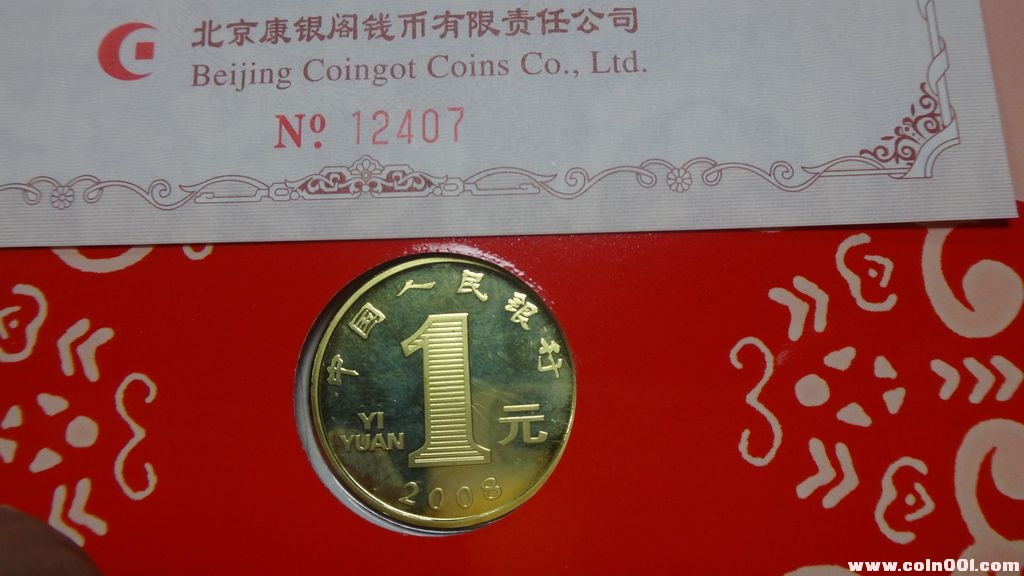 北京康银阁钱币有限责任公司
Beijing Coingot Coins Co., Ltd.
Nº 12407
中国人民银行
1
YI
YUAN
元
2008
www.coin001.com